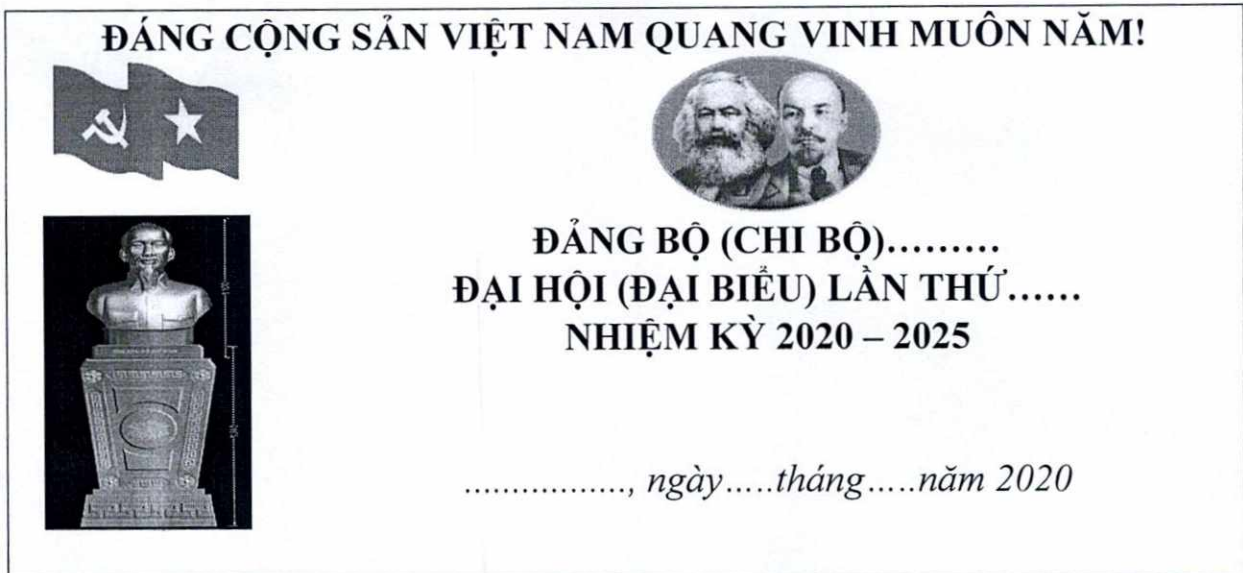 ĐẢNG CỘNG SẢN VIỆT NAM QUANG VINH MUÔN NĂM!
ĐẢNG BỘ (CHI BỘ).........
ĐẠI HỘI (ĐẠI BIỂU) LẦN THỨ......
NHIỆM KỲ 2020 – 2025
................., ngày.....tháng.....năm 2020